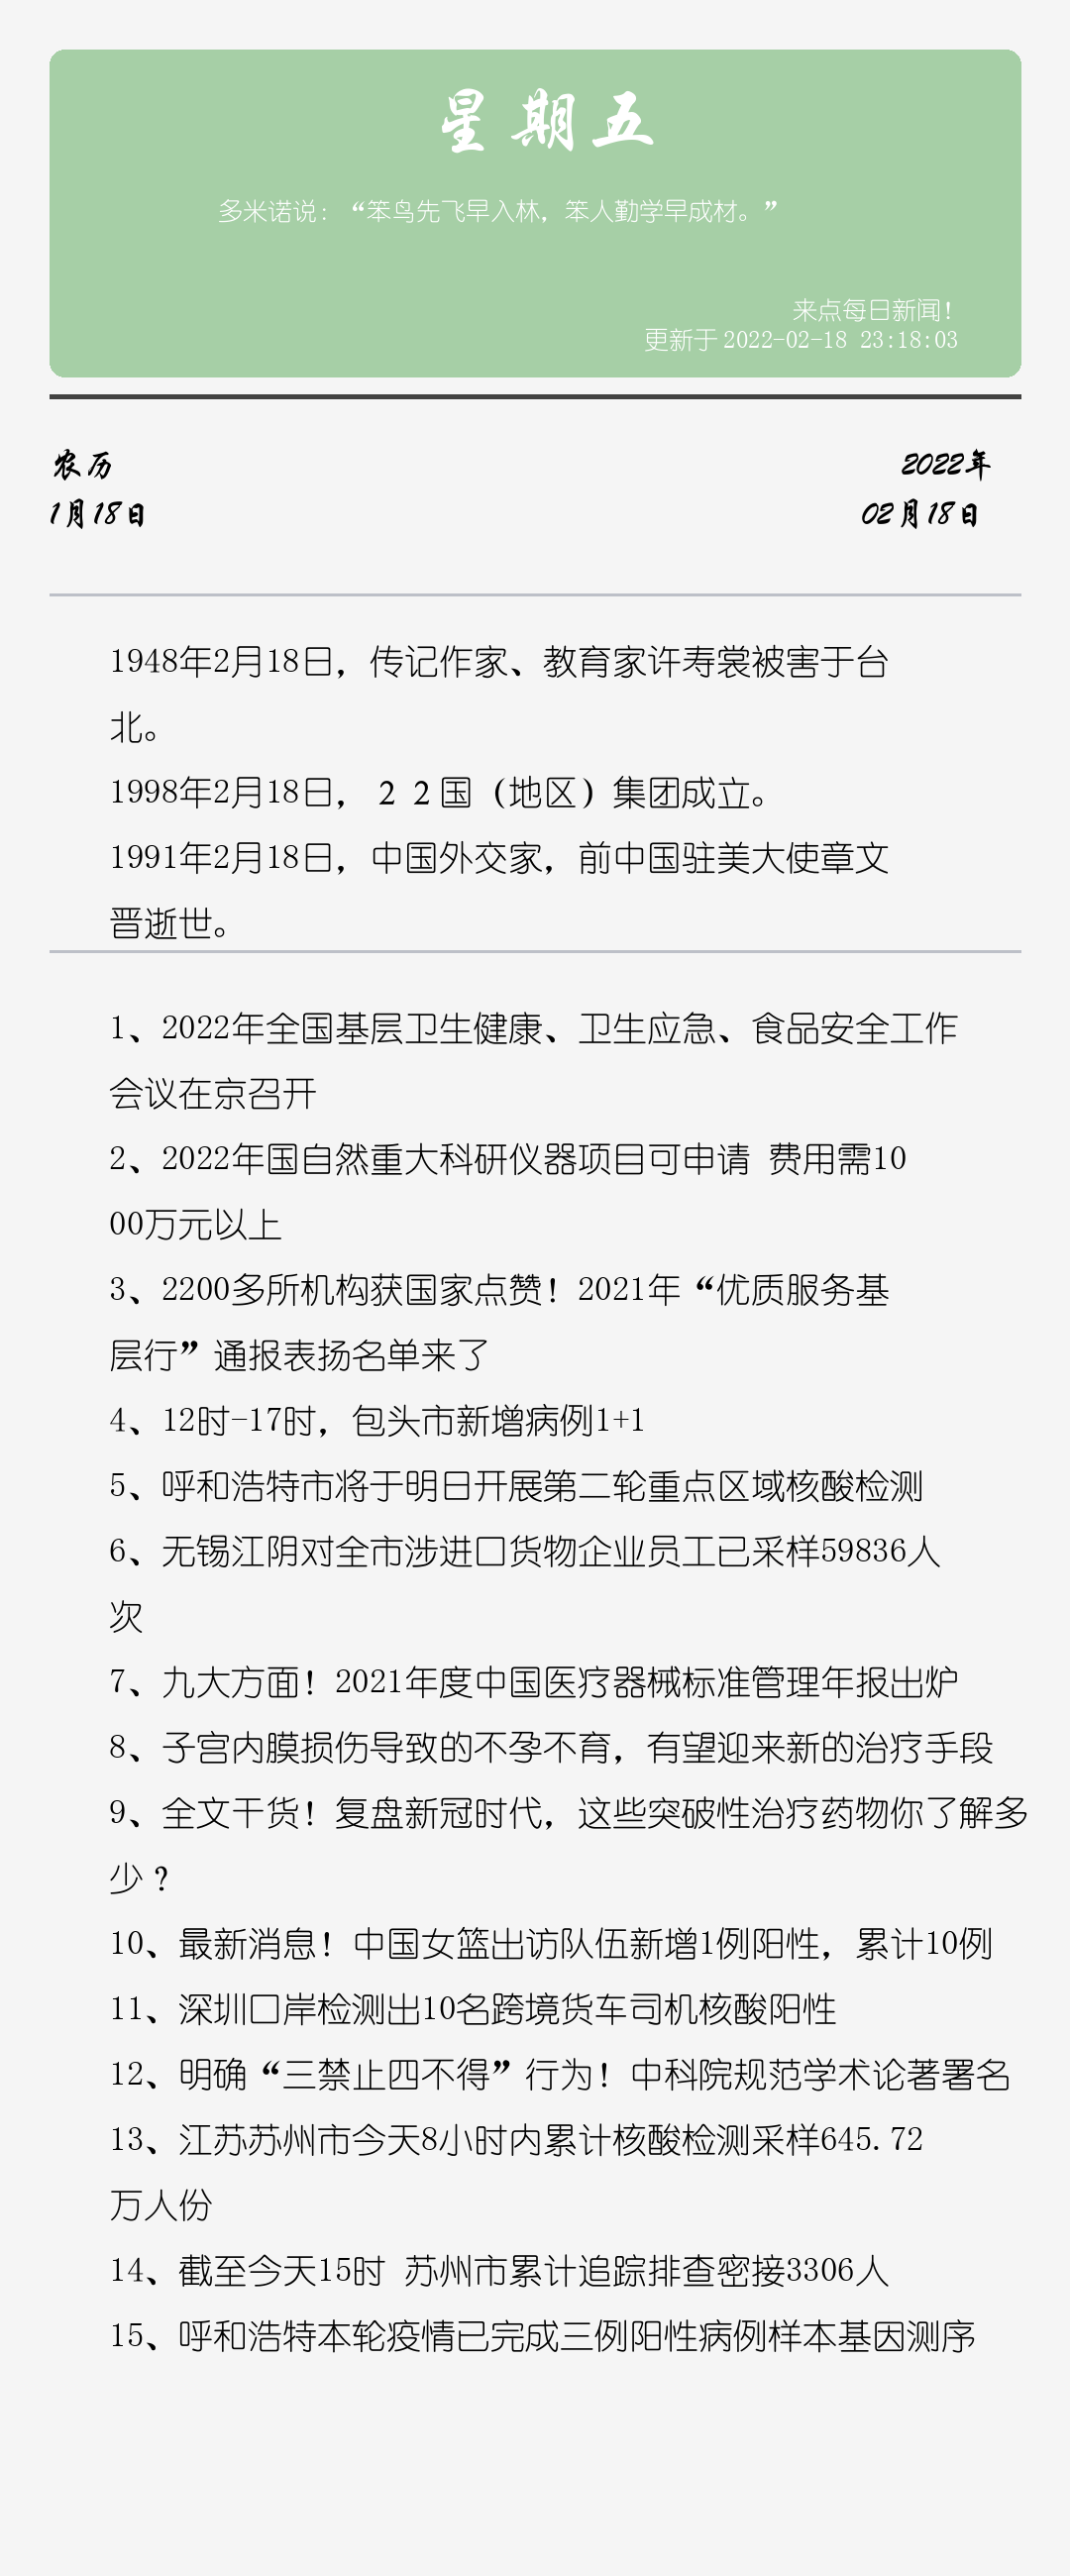 星期五
多米诺说：“笨鸟先飞早入林，笨人勤学早成材。”
来点每日新闻！
更新于 2022-02-18 23:18:03
农历
2022年
1月18日
02月18日
1948年2月18日，传记作家、教育家许寿裳被害于台
北。
1998年2月18日，２２国（地区）集团成立。
1991年2月18日，中国外交家，前中国驻美大使章文
晋逝世。
1、2022年全国基层卫生健康、卫生应急、食品安全工作
会议在京召开
2、2022年国自然重大科研仪器项目可申请 费用需10
00万元以上
3、2200多所机构获国家点赞！2021年“优质服务基
层行”通报表扬名单来了
4、12时-17时，包头市新增病例1+1
5、呼和浩特市将于明日开展第二轮重点区域核酸检测
6、无锡江阴对全市涉进口货物企业员工已采样59836人
次
7、九大方面！2021年度中国医疗器械标准管理年报出炉
8、子宫内膜损伤导致的不孕不育，有望迎来新的治疗手段
9、全文干货！复盘新冠时代，这些突破性治疗药物你了解多
少？
10、最新消息！中国女篮出访队伍新增1例阳性，累计10例
11、深圳口岸检测出10名跨境货车司机核酸阳性
12、明确“三禁止四不得”行为！中科院规范学术论著署名
13、江苏苏州市今天8小时内累计核酸检测采样645.72
万人份
14、截至今天15时 苏州市累计追踪排查密接3306人
15、呼和浩特本轮疫情已完成三例阳性病例样本基因测序